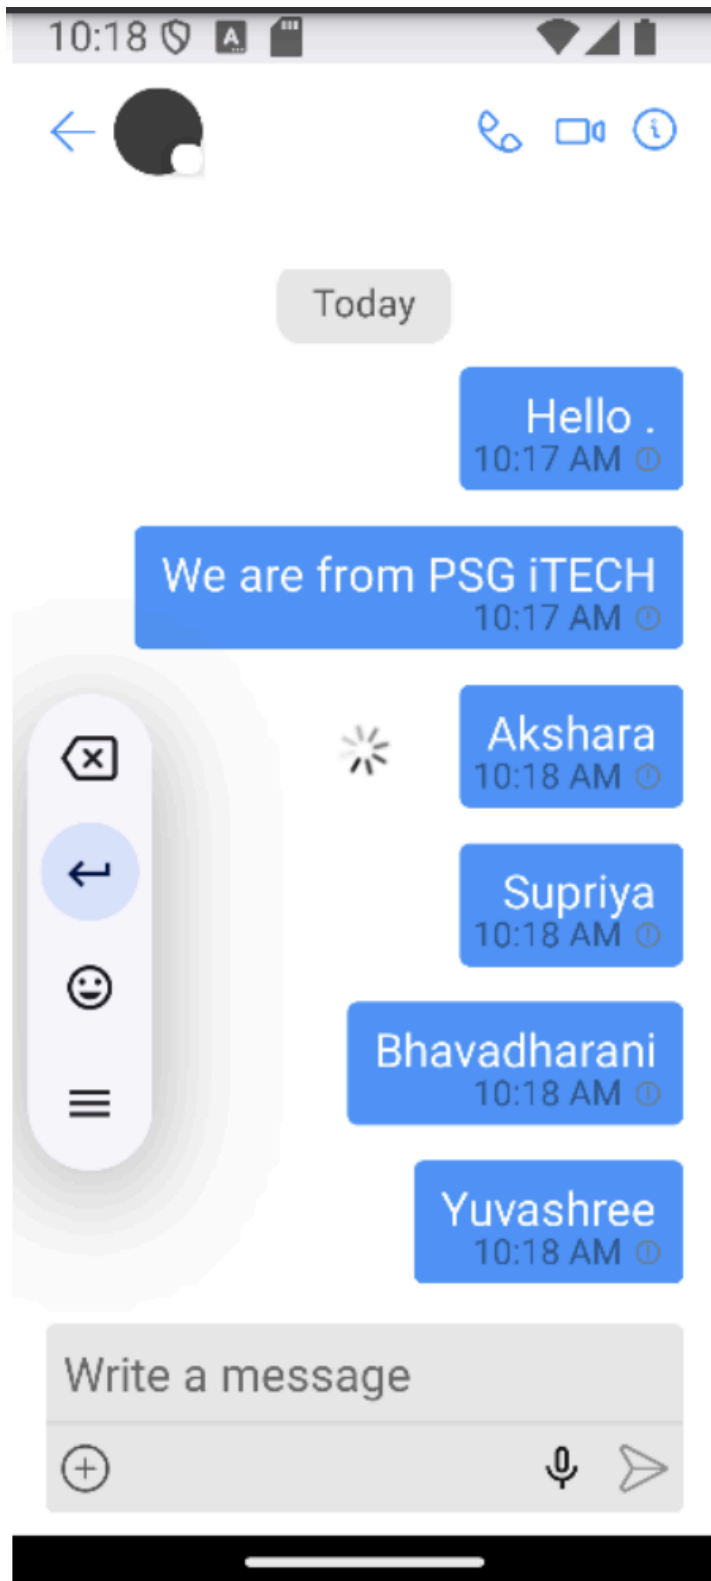 10:18
Today
Hello .
10:17 AM
We are from PSG iTECH
10:17 AM
Akshara
10:18 AM
Supriya
10:18 AM
Bhavadharani
10:18 AM
Yuvashree
10:18 AM
Write a message